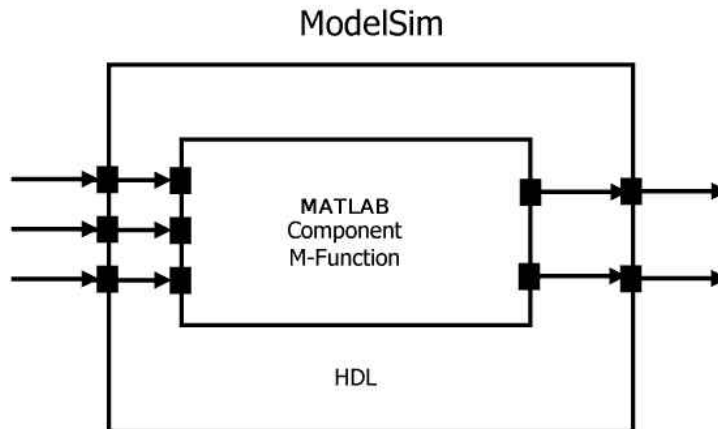 ModelSim
MATLAB
Component
M-Function
HDL